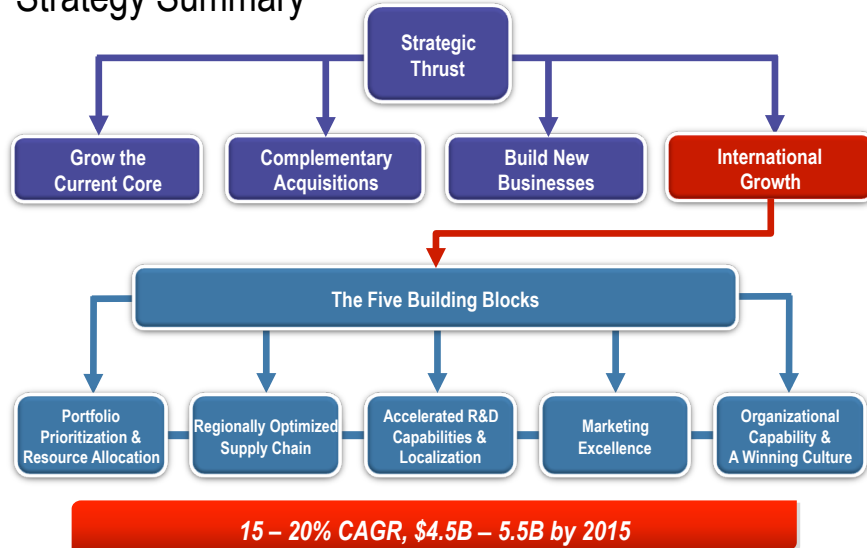 Strategy Summary
Strategic
Thrust
Grow the
Current Core
Complementary
Acquisitions
Build New
Businesses
International
Growth
The Five Building Blocks
Portfolio
Prioritization &
Resource Allocation
Regionally Optimized
Supply Chain
Accelerated R&D
Capabilities &
Localization
Marketing
Excellence
Organizational
Capability &
A Winning Culture
15 – 20% CAGR, $4.5B – 5.5B by 2015